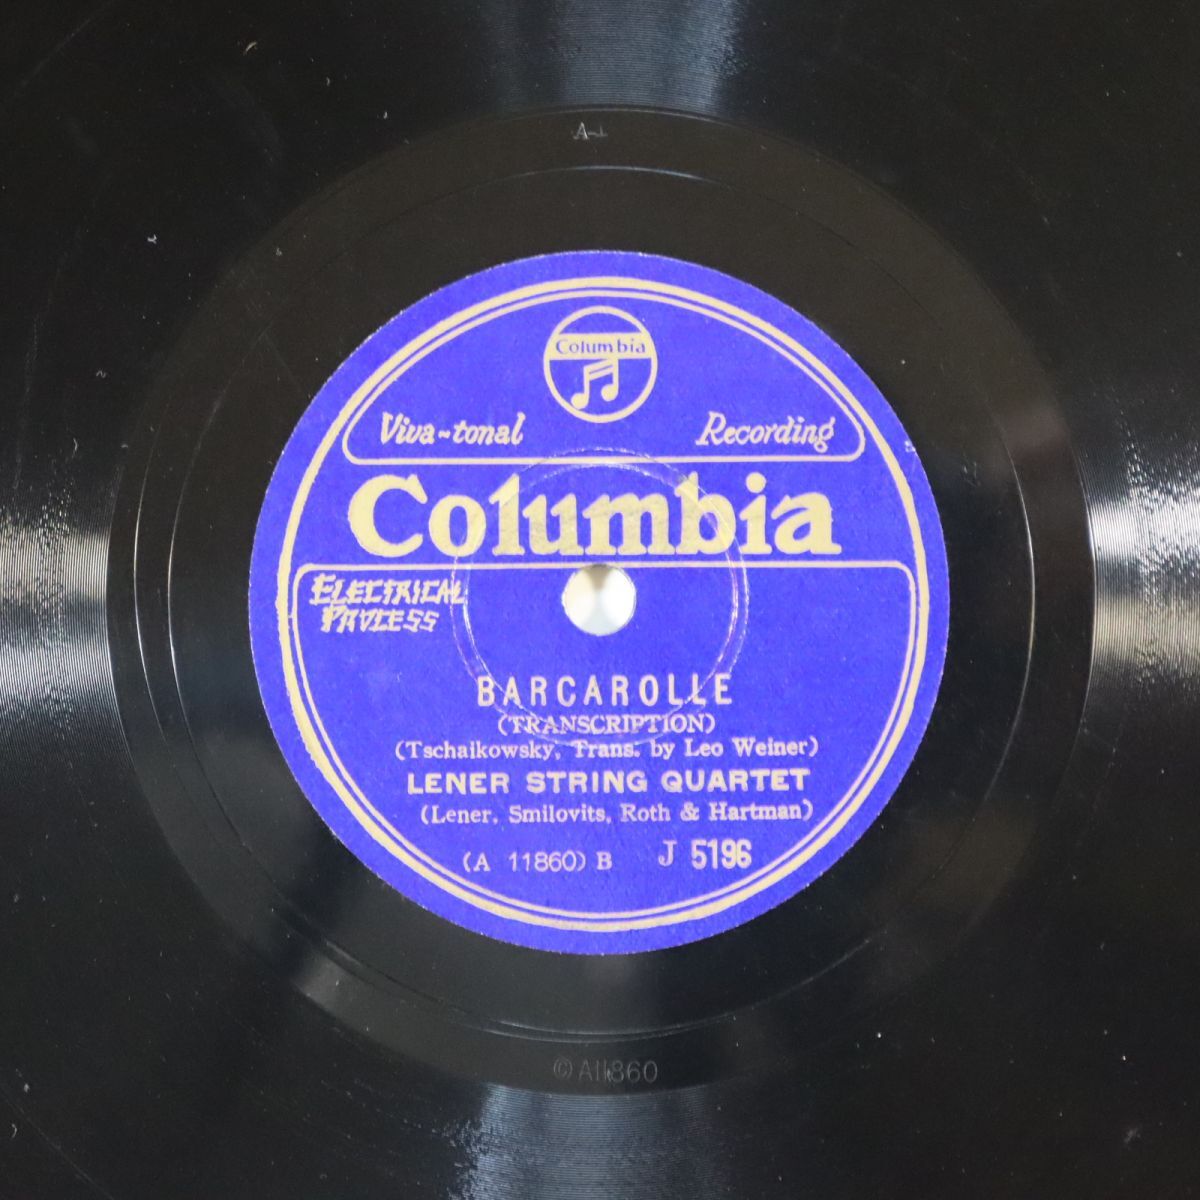 A-1
Columbia
Viva-tonal Recording
Columbia
ELECTRICAL
PROCESS
BARCAROLLE
(TRANSCRIPTION)
(Tschaikowsky, Trans. by Leo Weiner)
LENER STRING QUARTET
(Lener, Smilovits, Roth & Hartman)
(A 11860) B J 5196
©A11860